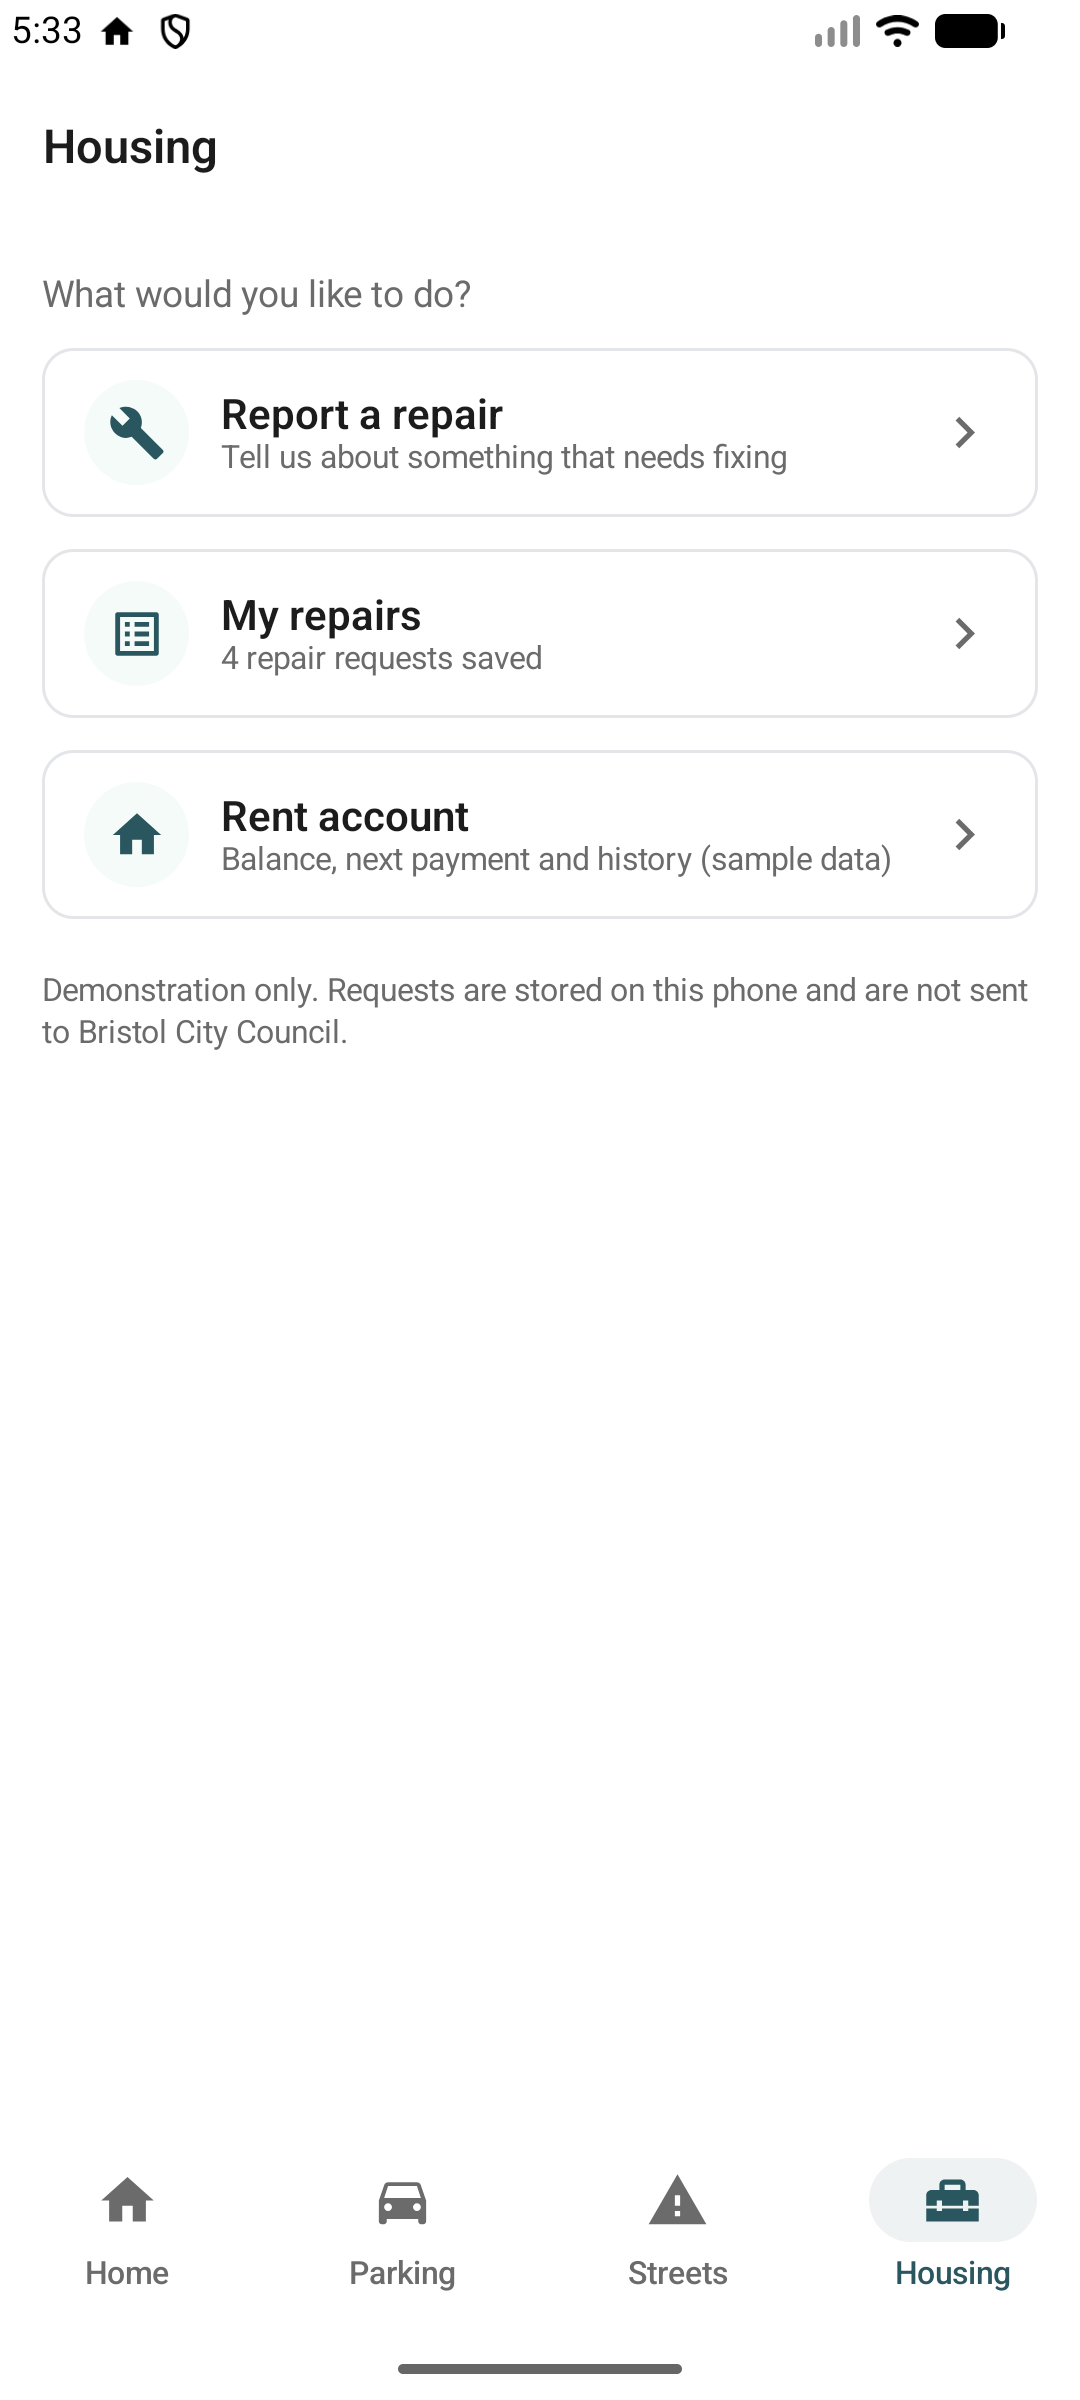 5:33
Housing
What would you like to do?
Report a repair
Tell us about something that needs fixing
My repairs
4 repair requests saved
Rent account
Balance, next payment and history (sample data)
Demonstration only. Requests are stored on this phone and are not sent
to Bristol City Council.
Home
Parking
Streets
Housing